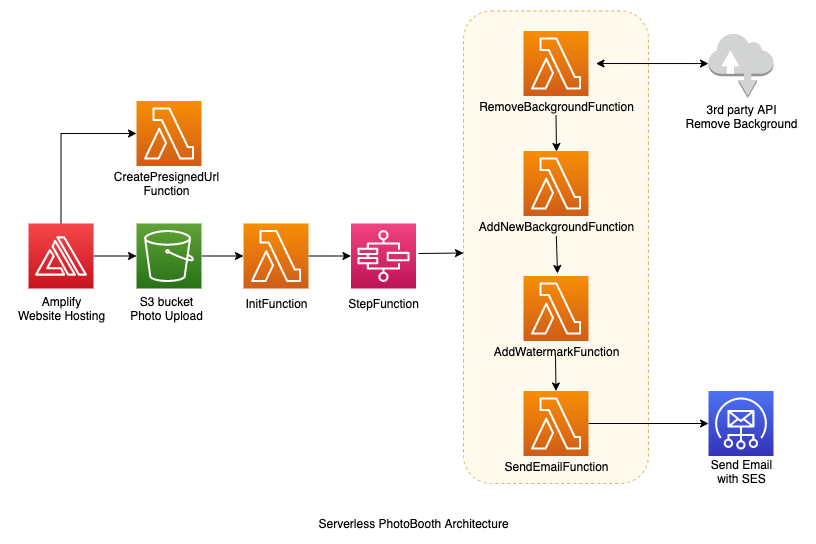 RemoveBackgroundFunction
3rd party API
Remove Background
CreatePresignedUrl
Function
AddNewBackgroundFunction
Amplify
Website Hosting
S3 bucket
Photo Upload
InitFunction
StepFunction
AddWatermarkFunction
SendEmailFunction
Send Email
with SES
Serverless PhotoBooth Architecture